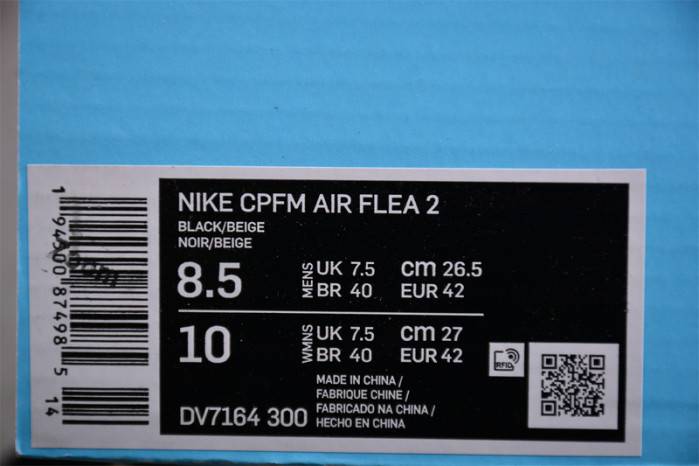 NIKE CPFM AIR FLEA 2
BLACK/BEIGE
NOIR/BEIGE
8.5 MENS UK 7.5 cm 26.5
BR 40 EUR 42
10 WMNS UK 7.5 cm 27
BR 40 EUR 42
MADE IN CHINA /
FABRIQUE CHINE /
FABRICADO NA CHINA /
HECHO EN CHINA
DV7164 300
RFID
1 94500 87498 5
14